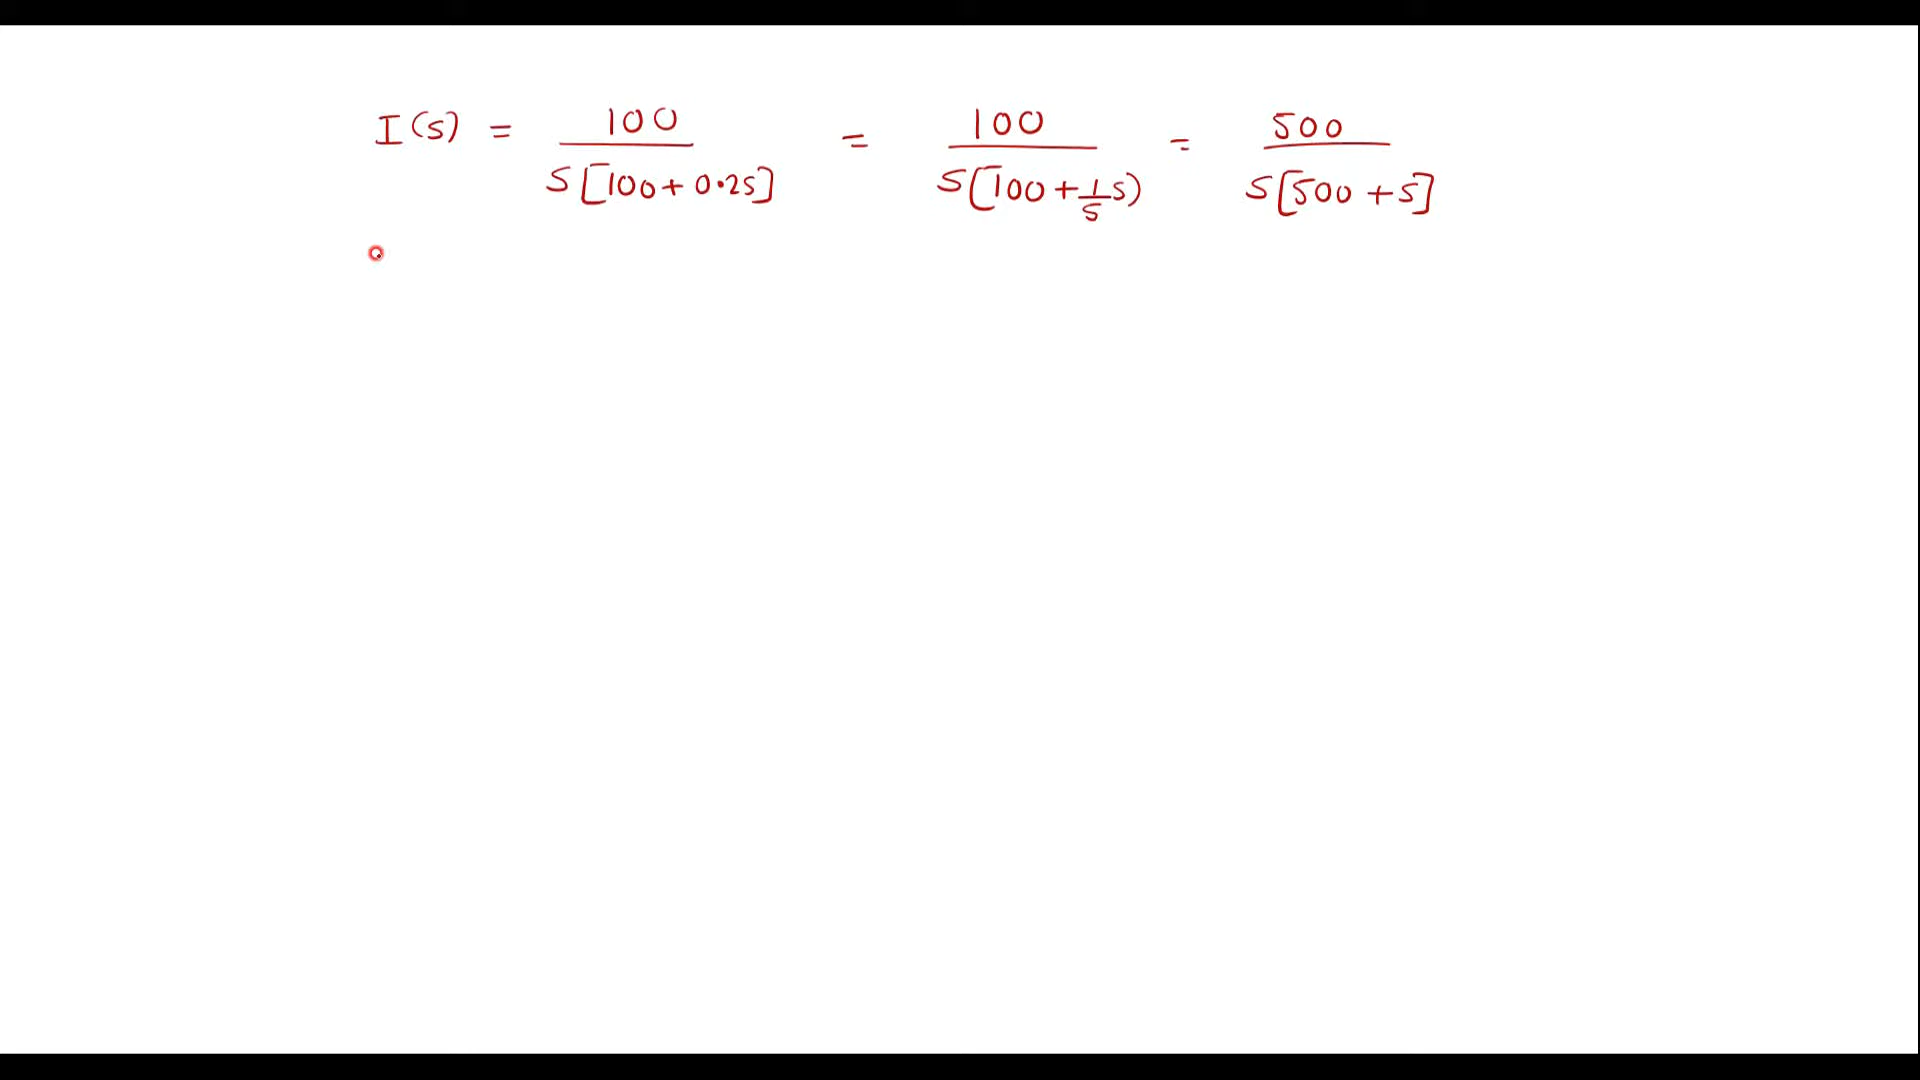 I(s) = 100 / s[100 + 0.2s] = 100 / s[100 + 1/5 s) = 500 / s[500 + s]